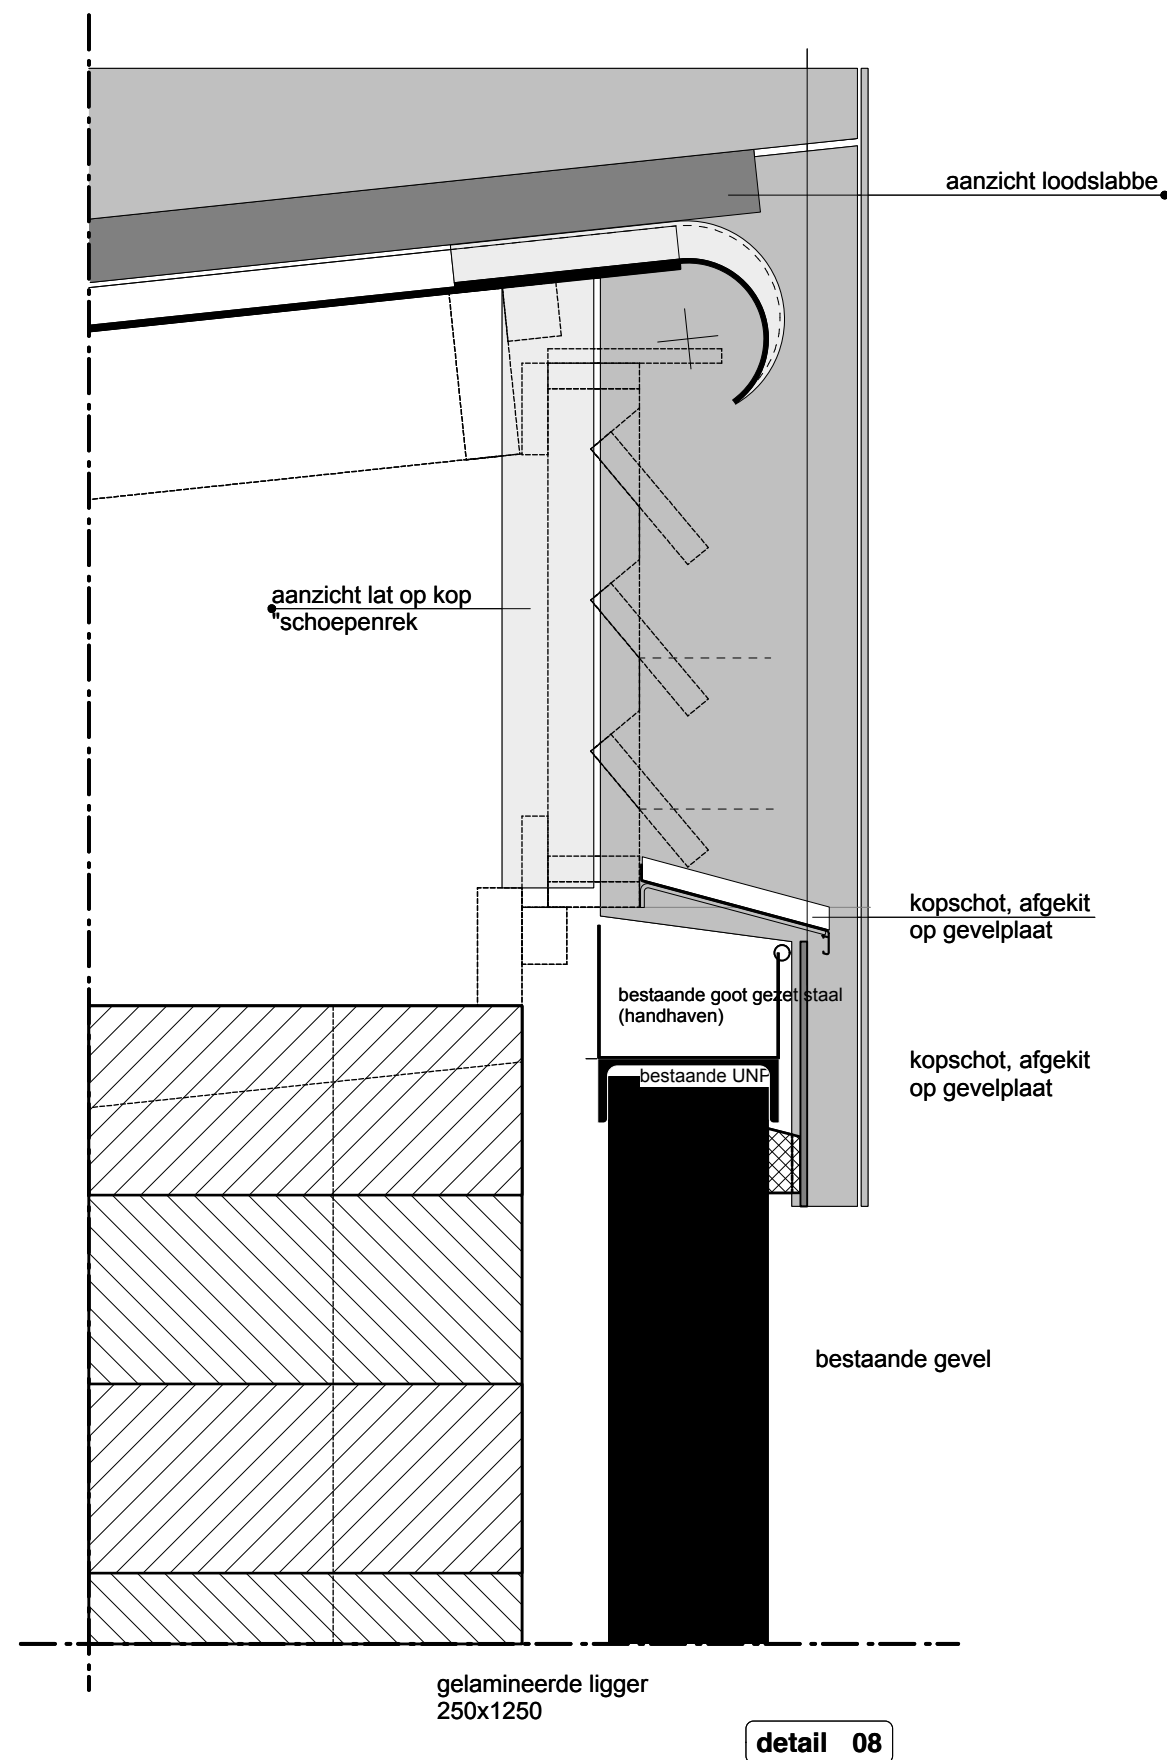 aanzicht loodslabbe
aanzicht lat op kop
"schoepenrek
kopschot, afgekit
op gevelplaat
bestaande goot gezet staal
(handhaven)
kopschot, afgekit
op gevelplaat
bestaande UNP
bestaande gevel
gelamineerde ligger
250x1250
detail 08